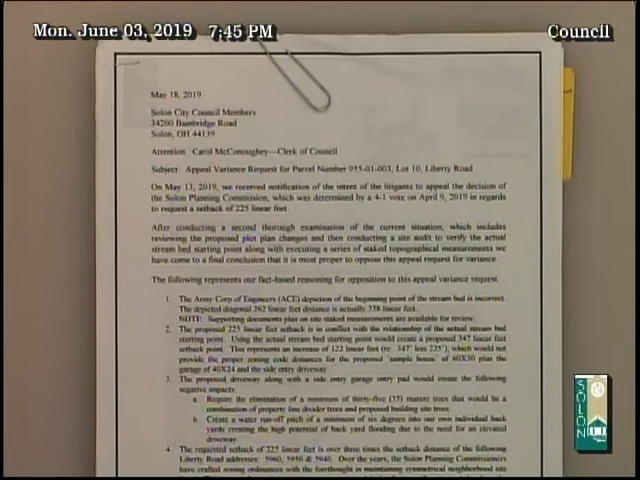 Mon. June 03, 2019 7:45 PM
Council
May 18, 2019
Solon City Council Members
34200 Bainbridge Road
Solon, OH 44139
Attention: Carol McConoughey—Clerk of Council
Subject: Appeal Variance Request for Parcel Number 955-01-003, Lot 10, Liberty Road
On May 13, 2019, we received notification of the intent of the litigants to appeal the decision of
the Solon Planning Commission, which was determined by a 4-1 vote on April 9, 2019 in regards
to request a setback of 225 linear feet.
After conducting a second thorough examination of the current situation, which includes
reviewing the proposed plot plan changes and then conducting a site audit to verify the actual
stream bed starting point along with executing a series of staked topographical measurements we
have come to a final conclusion that it is most proper to oppose this appeal request for variance.
The following represents our fact-based reasoning for opposition to this appeal variance request:
1. The Army Corp of Engineers (ACE) depiction of the beginning point of the stream bed is incorrect.
The depicted diagonal 262 linear feet distance is actually 338 linear feet.
NOTE: Supporting documents plus on site staked measurements are available for review.
2. The proposed 225 linear feet setback is in conflict with the relationship of the actual stream bed
starting point. Using the actual stream bed starting point would create a proposed 347 linear feet
setback point. This represents an increase of 122 linear feet (re: 347' less 225'), which would not
provide the proper zoning code distances for the proposed 'sample house' of 60X50 plus the
garage of 40X24 and the side entry driveway.
3. The proposed driveway along with a side entry garage entry pad would create the following
negative impacts:
a. Require the elimination of a minimum of thirty-five (35) mature trees that would be a
combination of property line divider trees and proposed building site trees.
b. Create a water run-off pitch of a minimum of six degrees into our own individual back
yards creating the high potential of back yard flooding due to the need for an elevated
driveway.
4. The requested setback of 225 linear feet is over three times the setback distance of the following
Liberty Road addresses: 5960, 5950 & 5940. Over the years, the Solon Planning Commissioners
have crafted zoning ordinances with the forethought in maintaining symmetrical neighborhood site
SOLON